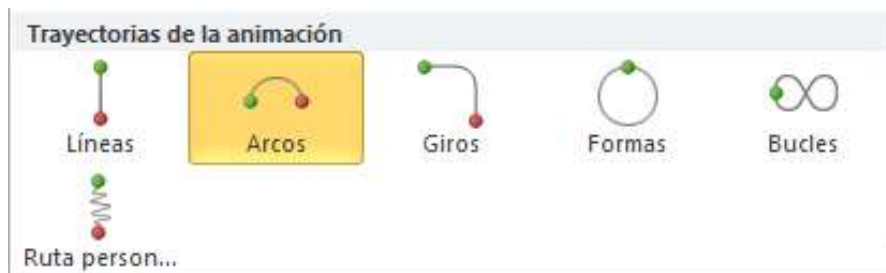 Trayectorias de la animación
Líneas Arcos Giros Formas Bucles
Ruta person...